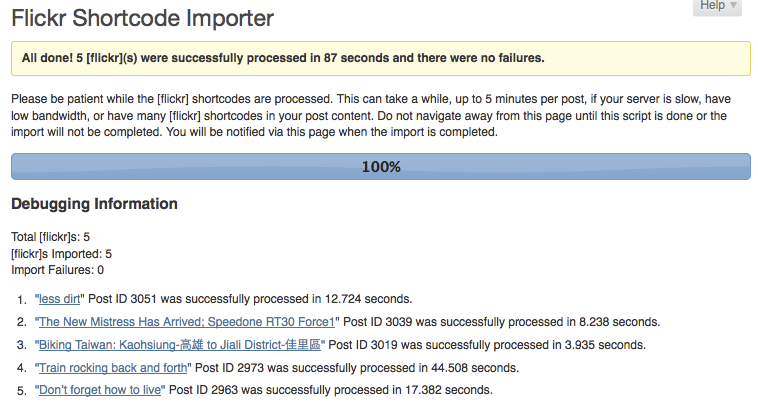 Flickr Shortcode Importer
Help
All done! 5 [flickr](s) were successfully processed in 87 seconds and there were no failures.
Please be patient while the [flickr] shortcodes are processed. This can take a while, up to 5 minutes per post, if your server is slow, have
low bandwidth, or have many [flickr] shortcodes in your post content. Do not navigate away from this page until this script is done or the
import will not be completed. You will be notified via this page when the import is completed.
100%
Debugging Information
Total [flickr]s: 5
[flickr]s Imported: 5
Import Failures: 0
1. "less dirt" Post ID 3051 was successfully processed in 12.724 seconds.
2. "The New Mistress Has Arrived; Speedone RT30 Force1" Post ID 3039 was successfully processed in 8.238 seconds.
3. "Biking Taiwan: Kaohsiung-高雄 to Jiali District-佳里區" Post ID 3019 was successfully processed in 3.935 seconds.
4. "Train rocking back and forth" Post ID 2973 was successfully processed in 44.508 seconds.
5. "Don't forget how to live" Post ID 2963 was successfully processed in 17.382 seconds.